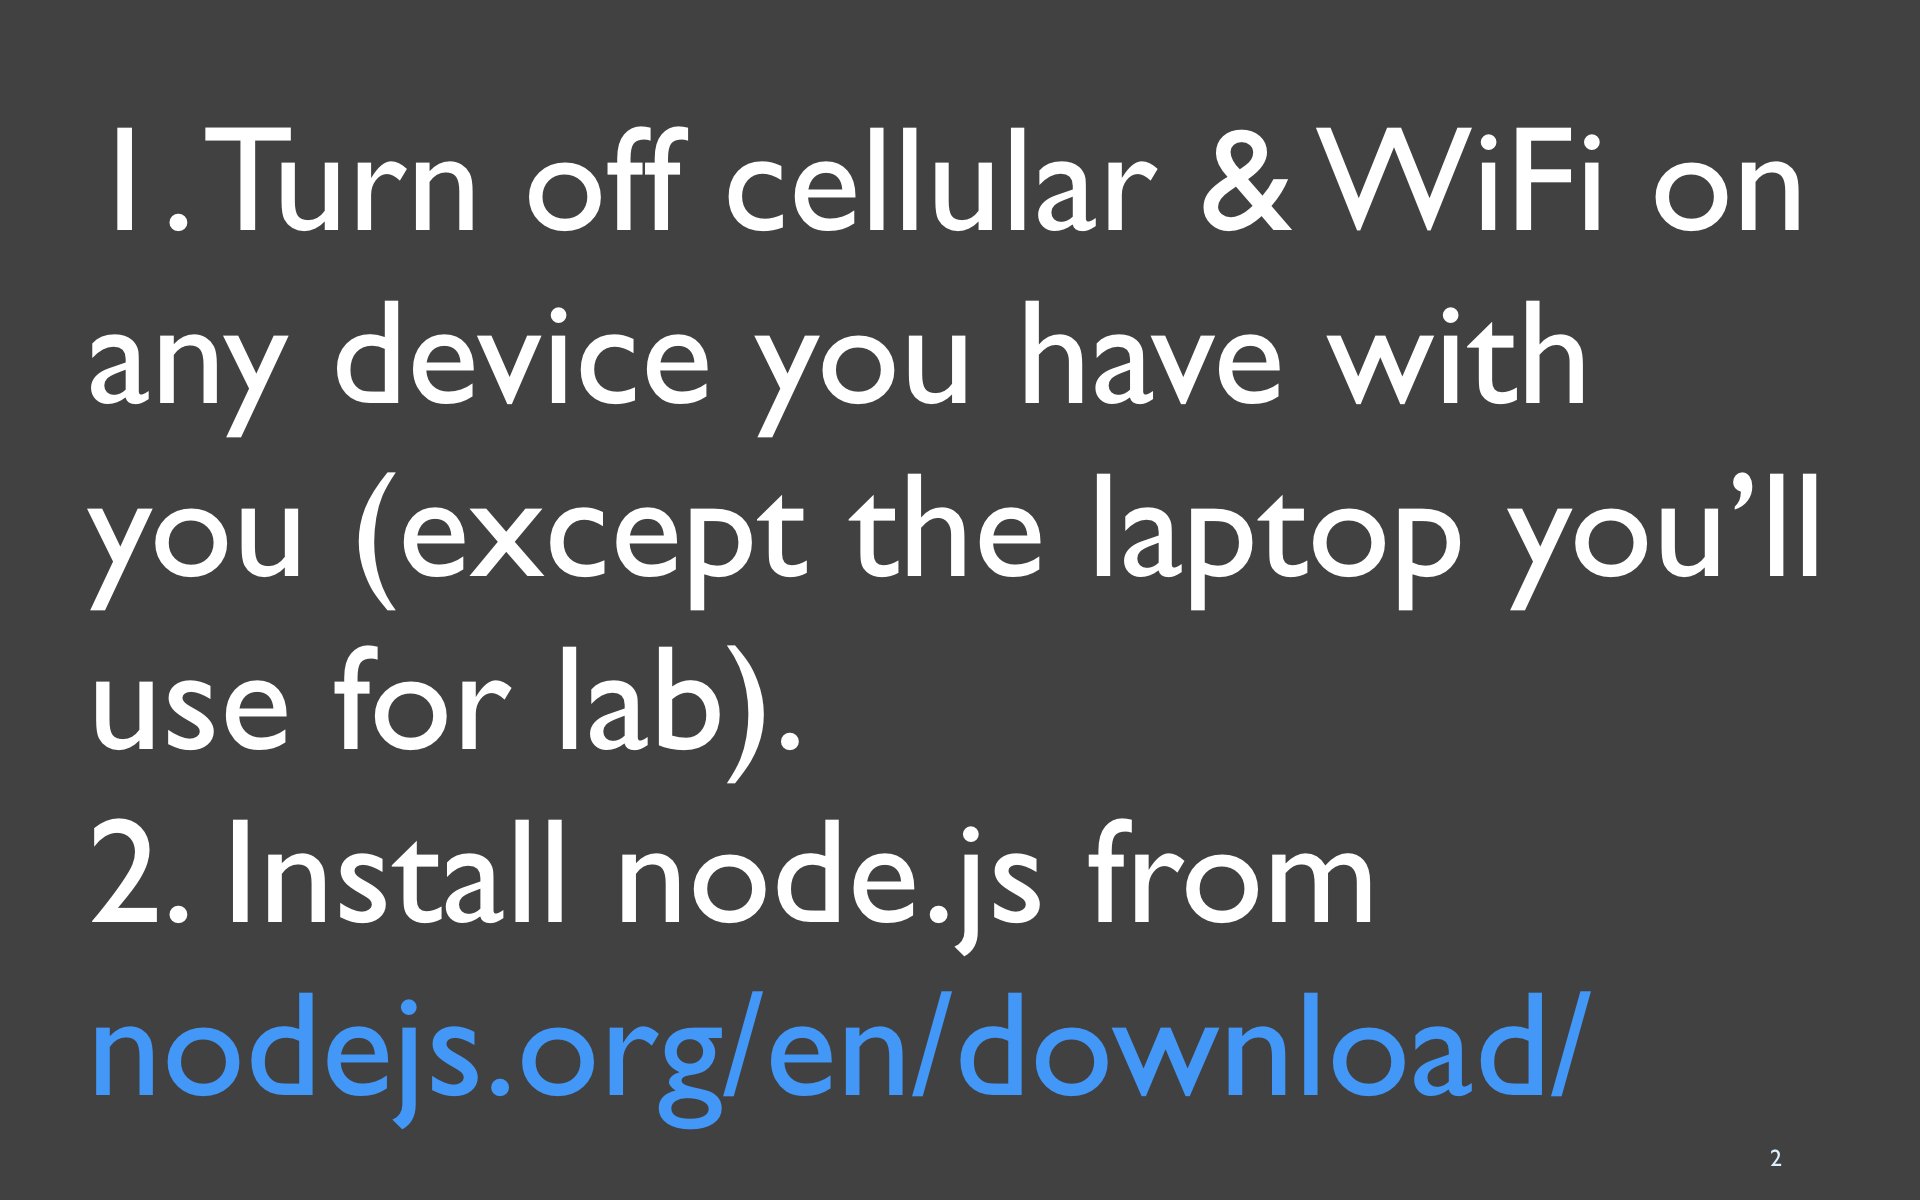 1. Turn off cellular & WiFi on
any device you have with
you (except the laptop you’ll
use for lab).
2. Install node.js from
nodejs.org/en/download/
2